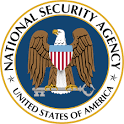 NATIONAL SECURITY AGENCY
UNITED STATES OF AMERICA